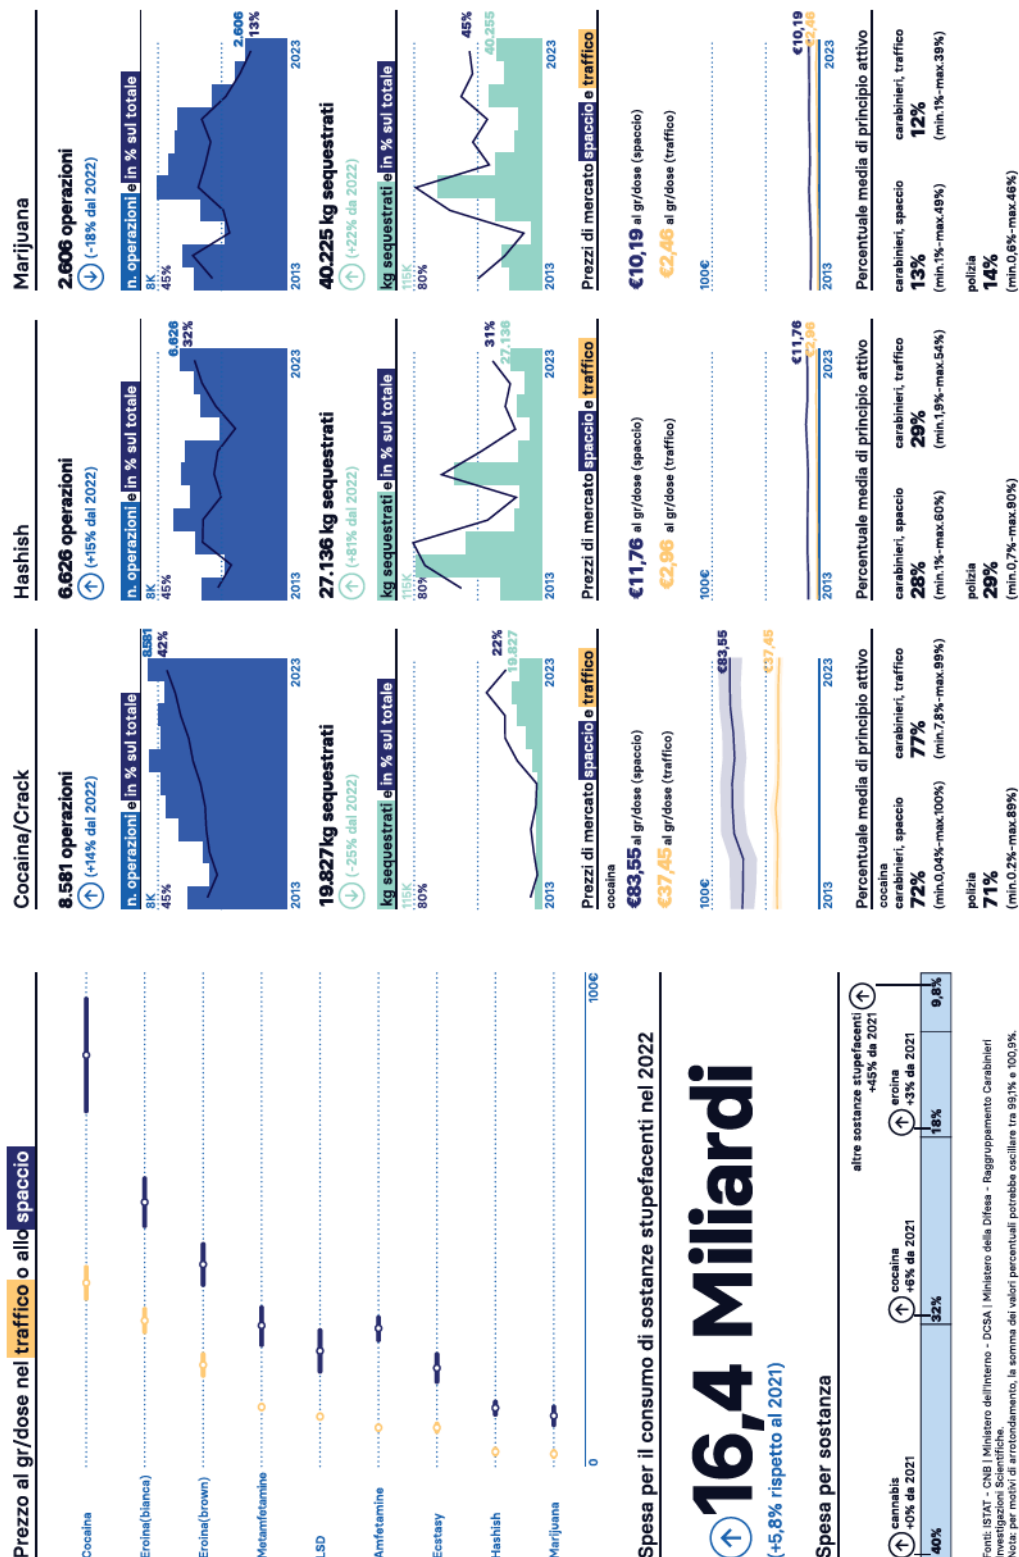 Prezzo al gr/dose nel traffico o allo spaccio
Cocaina
Eroina(bianca)
Eroina(brown)
Metamfetamine
LSD
Amfetamine
Ecstasy
Hashish
Marijuana
0
100€
Spesa per il consumo di sostanze stupefacenti nel 2022
16,4 Miliardi
(+5,8% rispetto al 2021)
Spesa per sostanza
cannabis
+0% da 2021
40%
cocaina
+6% da 2021
32%
eroina
+3% da 2021
18%
altre sostanze stupefacenti
+45% da 2021
9,8%
Fonti: ISTAT - CNB | Ministero dell'Interno - DCSA | Ministero della Difesa - Raggruppamento Carabinieri
Investigazioni Scientifiche.
Nota: per motivi di arrotondamento, la somma dei valori percentuali potrebbe oscillare tra 99,1% e 100,9%.
Cocaina/Crack
8.581 operazioni
(+14% dal 2022)
n. operazioni e in % sul totale
8K
45%
8.581
42%
2013
2023
19.827 kg sequestrati
(-25% dal 2022)
kg sequestrati e in % sul totale
115K
80%
22%
19.827
2013
2023
Prezzi di mercato spaccio e traffico
cocaina
€83,55 al gr/dose (spaccio)
€37,45 al gr/dose (traffico)
100€
€83,55
€37,45
2013
2023
Percentuale media di principio attivo
cocaina
carabinieri, spaccio
72%
(min.0,04%-max.100%)
carabinieri, traffico
77%
(min.7,8%-max.99%)
polizia
71%
(min.0.2%-max.89%)
Hashish
6.626 operazioni
(+15% dal 2022)
n. operazioni e in % sul totale
8K
45%
6.626
32%
2013
2023
27.136 kg sequestrati
(+81% dal 2022)
kg sequestrati e in % sul totale
115K
80%
31%
27.136
2013
2023
Prezzi di mercato spaccio e traffico
€11,76 al gr/dose (spaccio)
€2,96 al gr/dose (traffico)
100€
€11,76
€2,96
2013
2023
Percentuale media di principio attivo
carabinieri, spaccio
28%
(min.1%-max.60%)
carabinieri, traffico
29%
(min.1,9%-max.54%)
polizia
29%
(min.0,7%-max.90%)
Marijuana
2.606 operazioni
(-18% dal 2022)
n. operazioni e in % sul totale
8K
45%
2.606
13%
2013
2023
40.225 kg sequestrati
(+22% da 2022)
kg sequestrati e in % sul totale
115K
80%
45%
40.255
2013
2023
Prezzi di mercato spaccio e traffico
€10,19 al gr/dose (spaccio)
€2,46 al gr/dose (traffico)
100€
€10,19
€2,46
2013
2023
Percentuale media di principio attivo
carabinieri, spaccio
13%
(min.1%-max.49%)
carabinieri, traffico
12%
(min.1%-max.39%)
polizia
14%
(min.0,6%-max.46%)